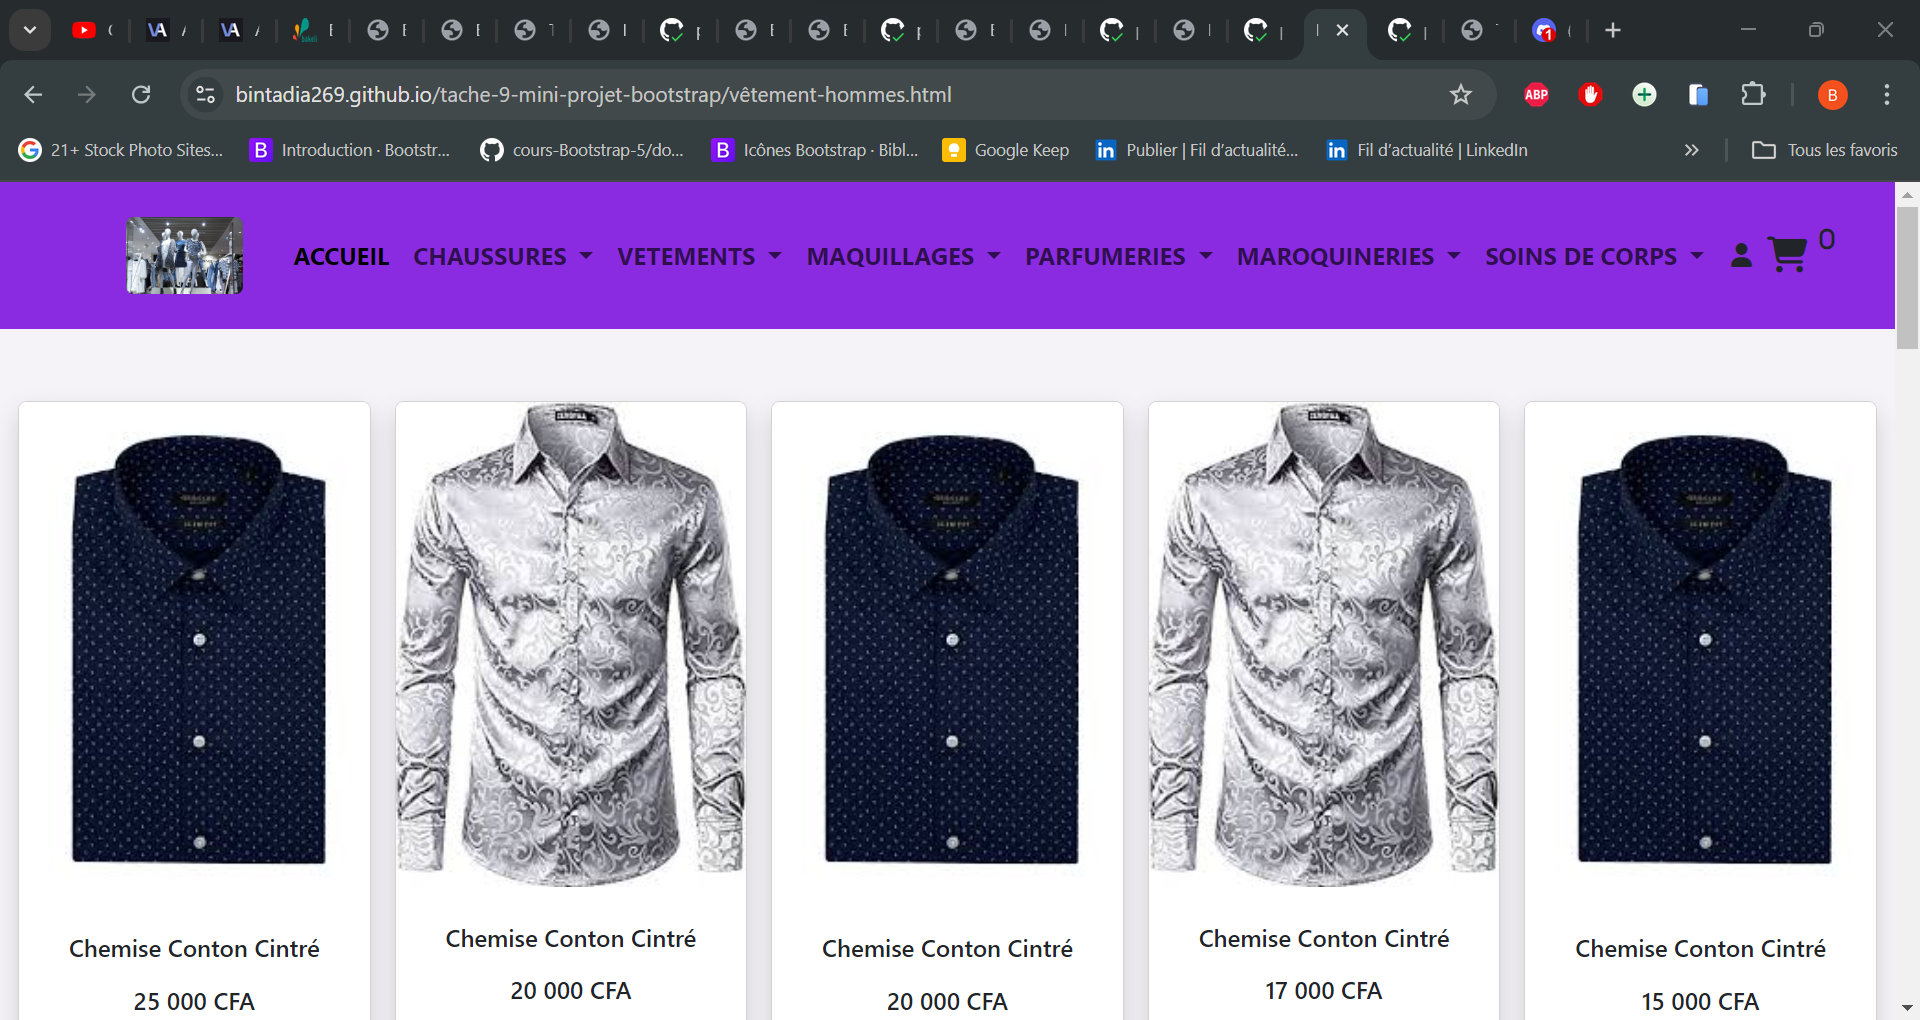 bintadia269.github.io/tache-9-mini-projet-bootstrap/vêtement-hommes.html
ABP
B
21+ Stock Photo Sites...
B Introduction · Bootstr...
cours-Bootstrap-5/do...
B Icônes Bootstrap · Bibl...
Google Keep
in Publier | Fil d'actualité...
in Fil d'actualité | LinkedIn
»
Tous les favoris
ACCUEIL CHAUSSURES VETEMENTS MAQUILLAGES PARFUMERIES MAROQUINERIES SOINS DE CORPS 0
Chemise Conton Cintré
25 000 CFA
Chemise Conton Cintré
20 000 CFA
Chemise Conton Cintré
20 000 CFA
Chemise Conton Cintré
17 000 CFA
Chemise Conton Cintré
15 000 CFA